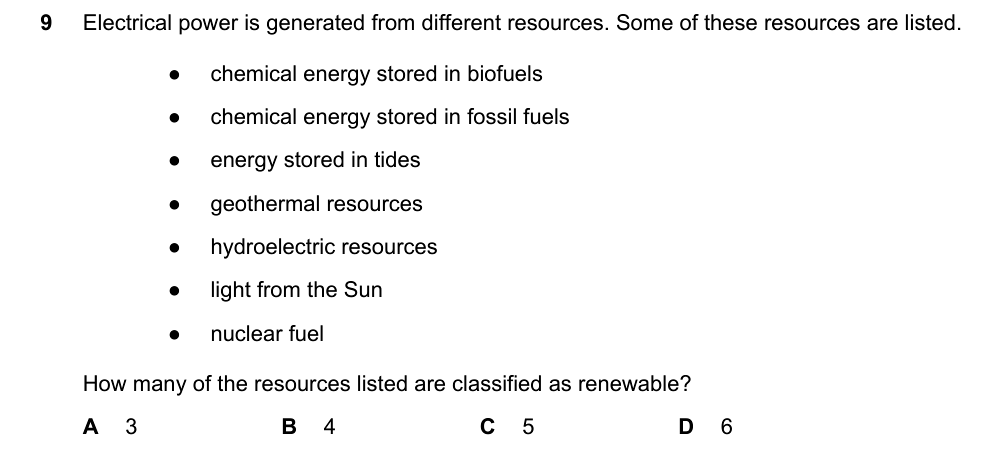 9 Electrical power is generated from different resources. Some of these resources are listed.
● chemical energy stored in biofuels
● chemical energy stored in fossil fuels
● energy stored in tides
● geothermal resources
● hydroelectric resources
● light from the Sun
● nuclear fuel
How many of the resources listed are classified as renewable?
A 3 B 4 C 5 D 6